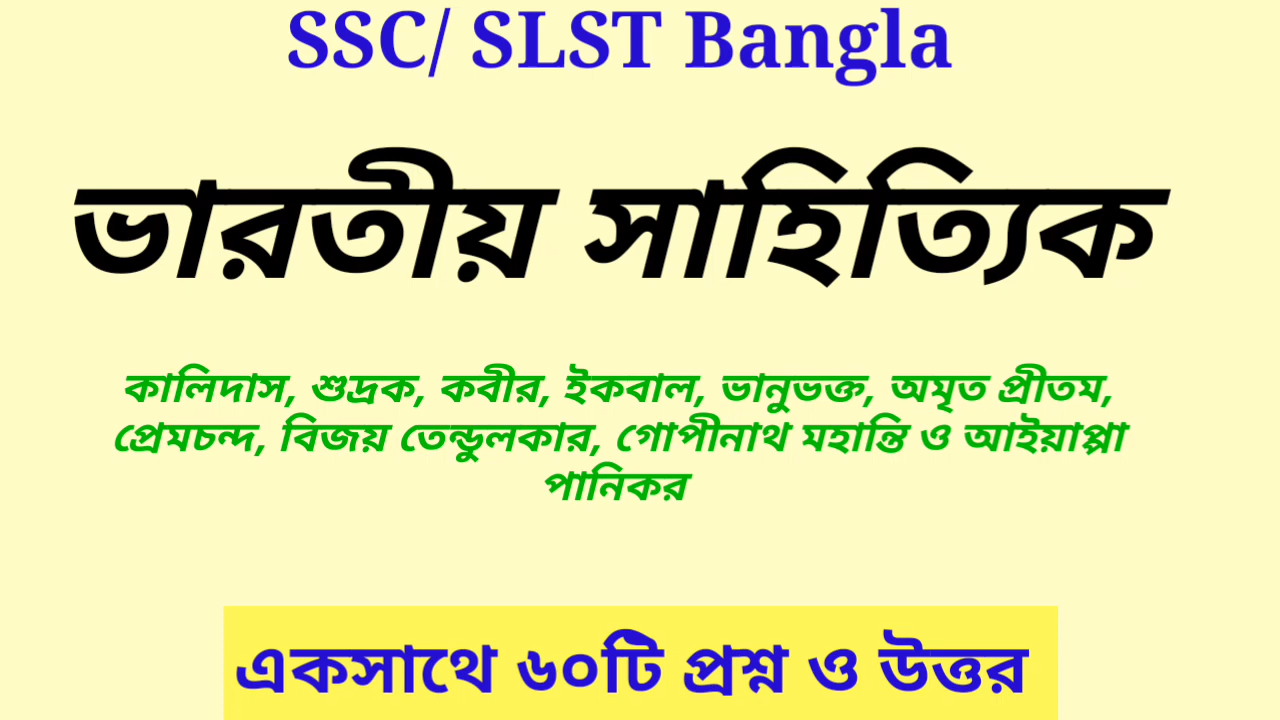 SSC/ SLST Bangla
ভারতীয় সাহিত্যিক
কালিদাস, শুদ্রক, কবীর, ইকবাল, ভানুভক্ত, অমৃত প্রীতম,
প্রেমচন্দ, বিজয় তেন্ডুলকার, গোপীনাথ মহান্তি ও আইয়াপ্পা
পানিকর
একসাথে ৬০টি প্রশ্ন ও উত্তর